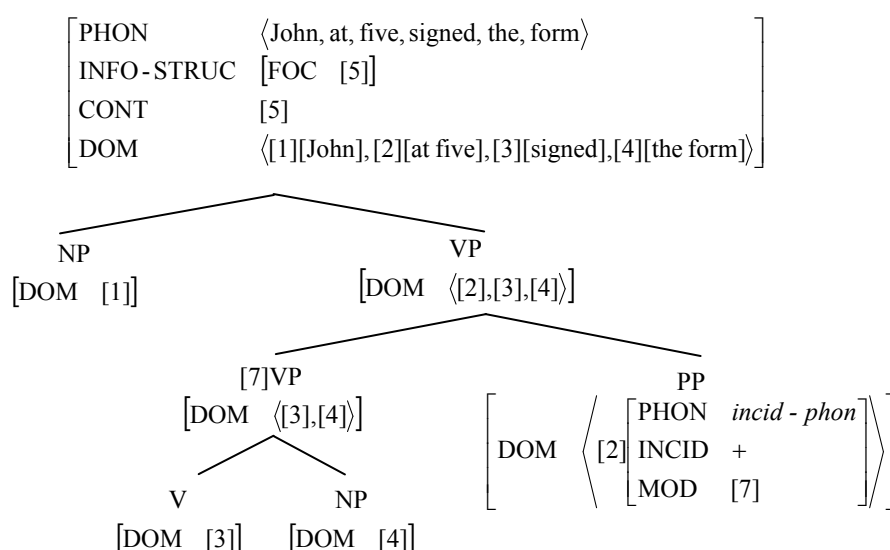 PHON ⟨John, at, five, signed, the, form⟩
INFO-STRUC [FOC [5]]
CONT [5]
DOM ⟨[1][John],[2][at five],[3][signed],[4][the form]⟩
NP VP
[DOM [1]] [DOM ⟨[2],[3],[4]⟩]
[7]VP PP
[DOM ⟨[3],[4]⟩]
PHON incid - phon
DOM ⟨[2] INCID + ⟩
MOD [7]
V NP
[DOM [3]] [DOM [4]]